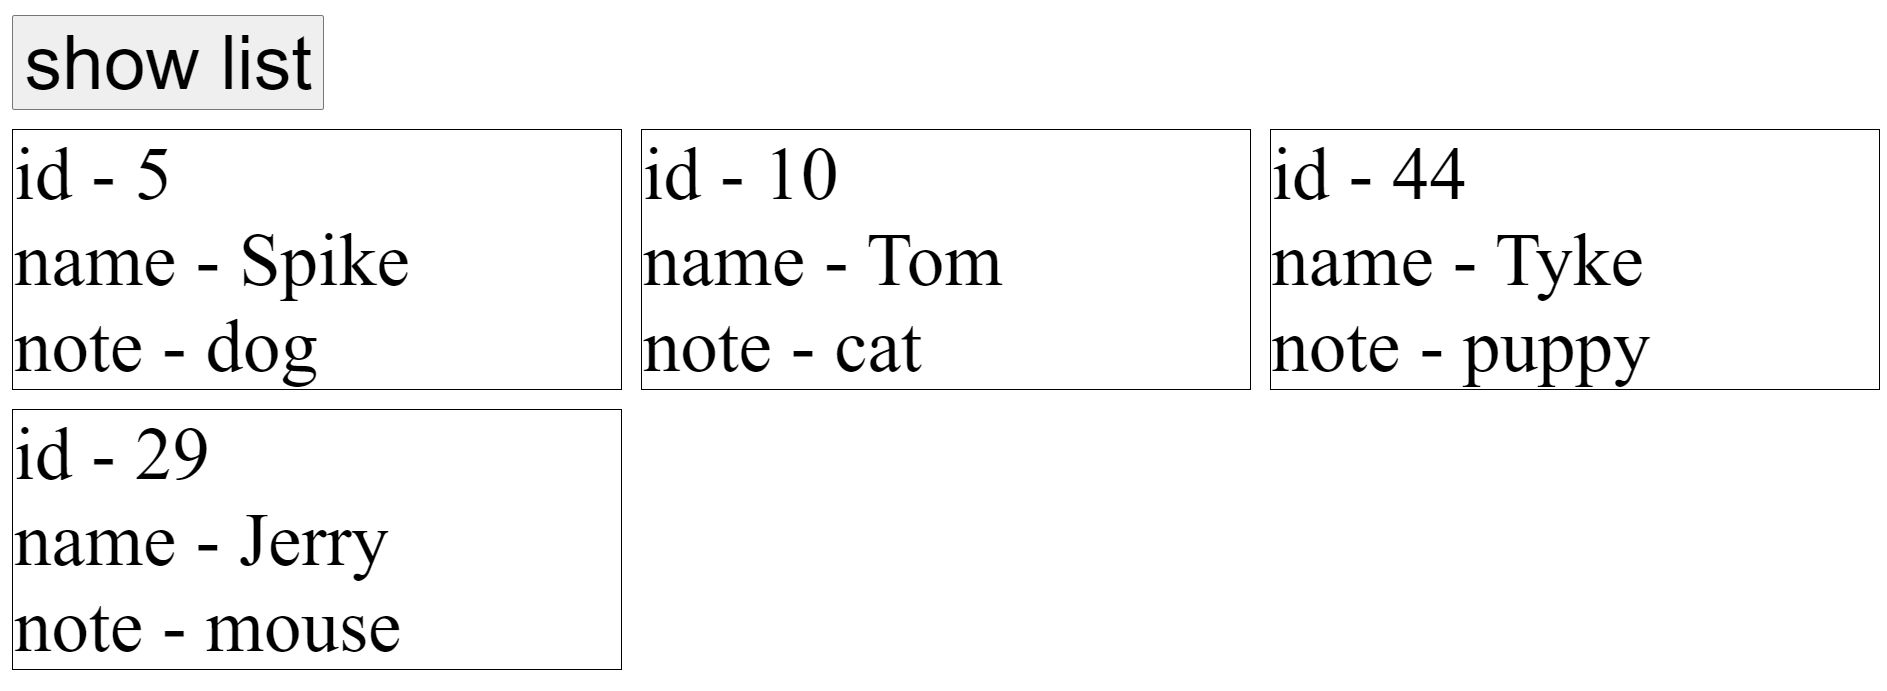 show list
id - 5
name - Spike
note - dog
id - 10
name - Tom
note - cat
id - 44
name - Tyke
note - puppy
id - 29
name - Jerry
note - mouse